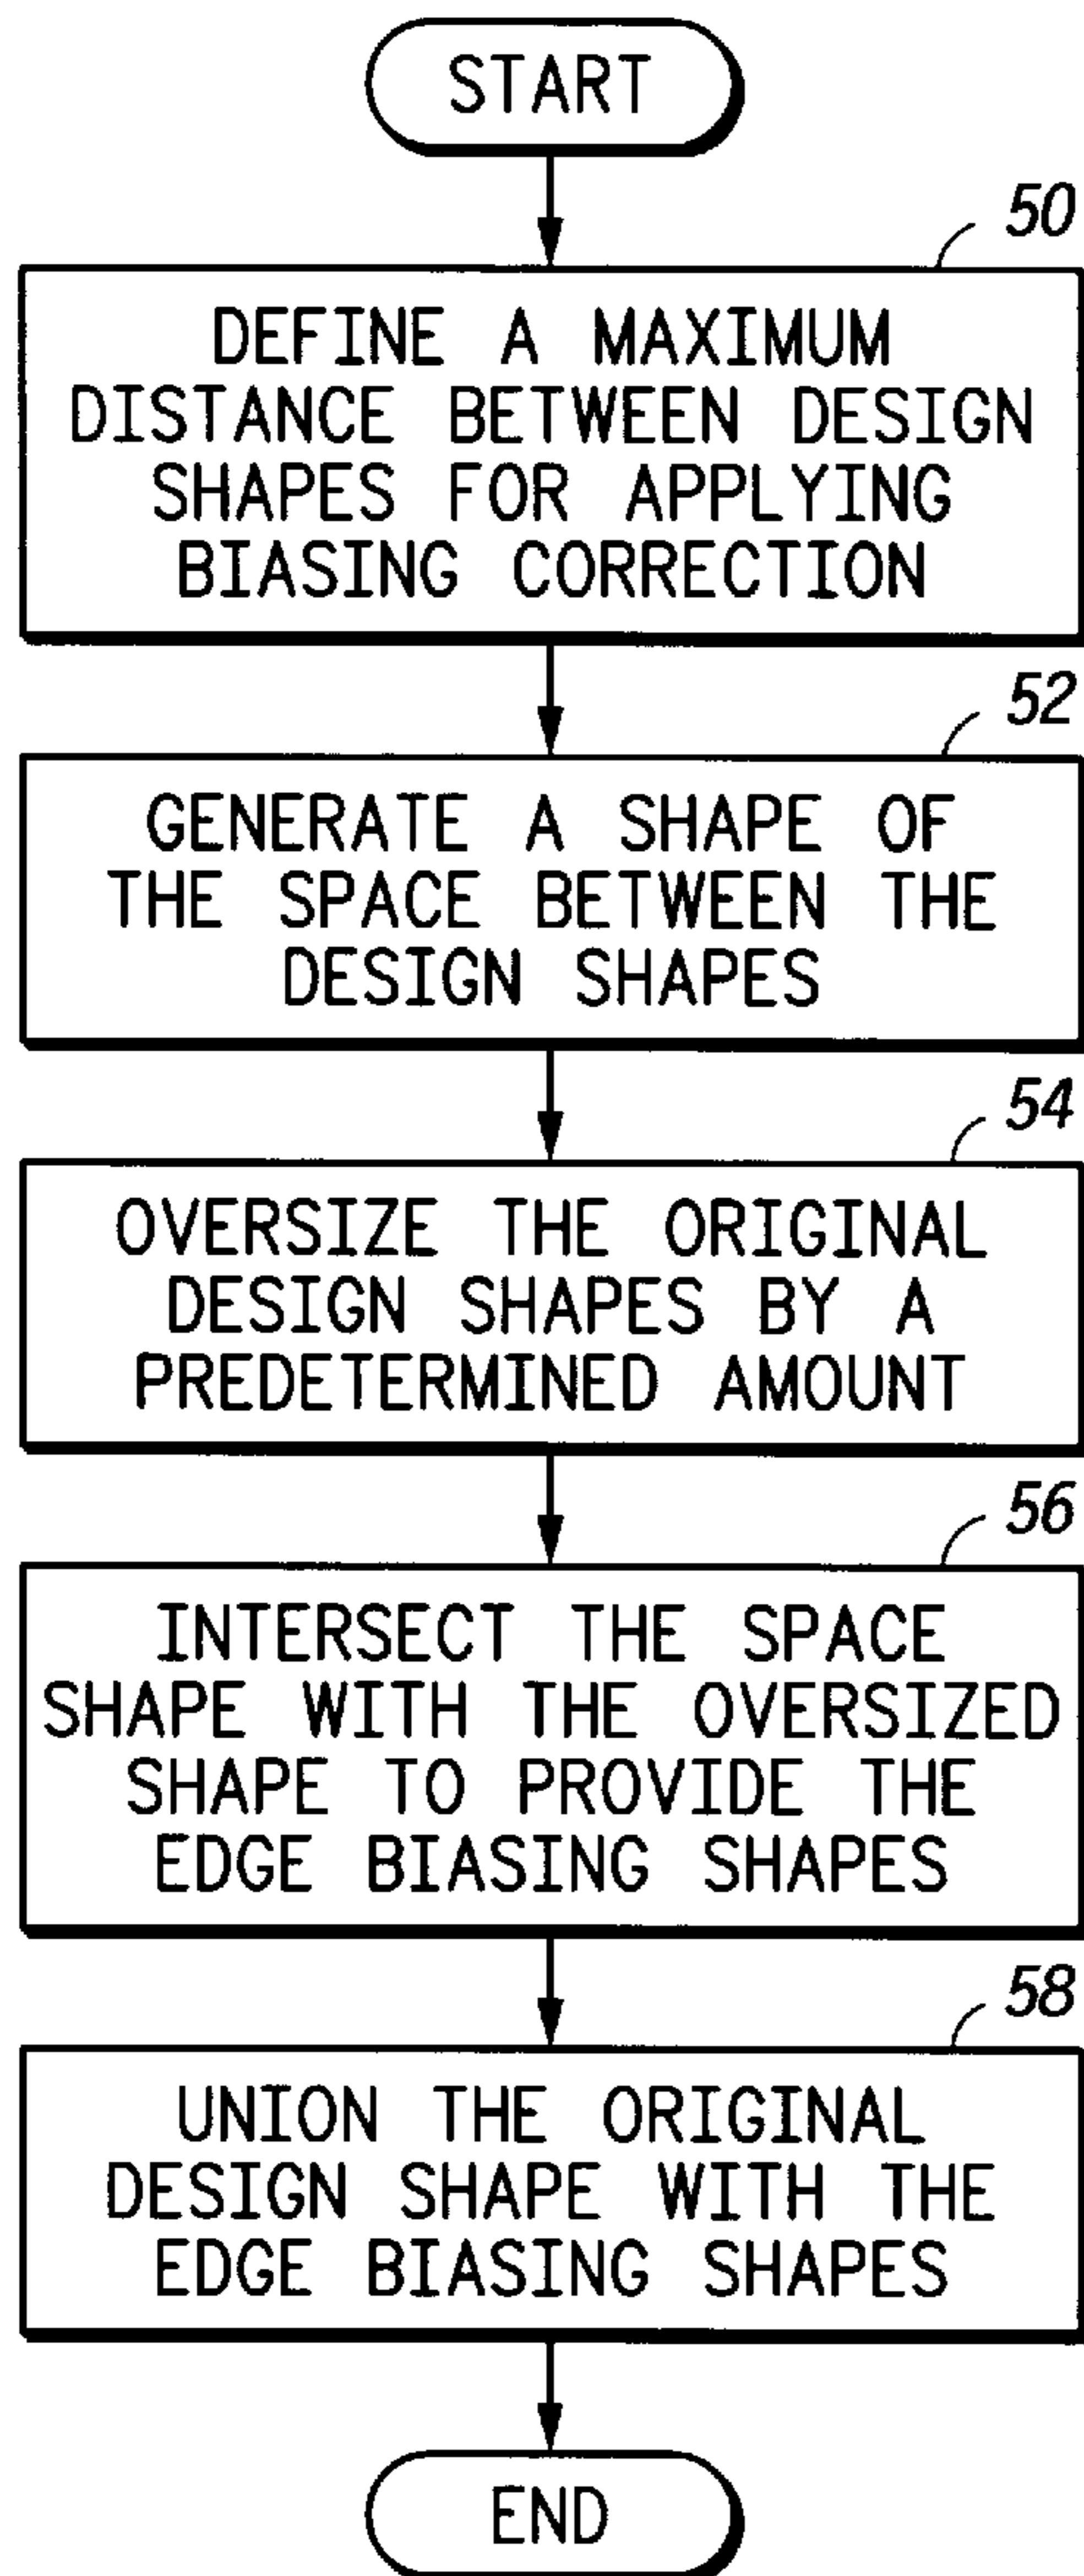 START
50
DEFINE A MAXIMUM
DISTANCE BETWEEN DESIGN
SHAPES FOR APPLYING
BIASING CORRECTION
52
GENERATE A SHAPE OF
THE SPACE BETWEEN THE
DESIGN SHAPES
54
OVERSIZE THE ORIGINAL
DESIGN SHAPES BY A
PREDETERMINED AMOUNT
56
INTERSECT THE SPACE
SHAPE WITH THE OVERSIZED
SHAPE TO PROVIDE THE
EDGE BIASING SHAPES
58
UNION THE ORIGINAL
DESIGN SHAPE WITH THE
EDGE BIASING SHAPES
END